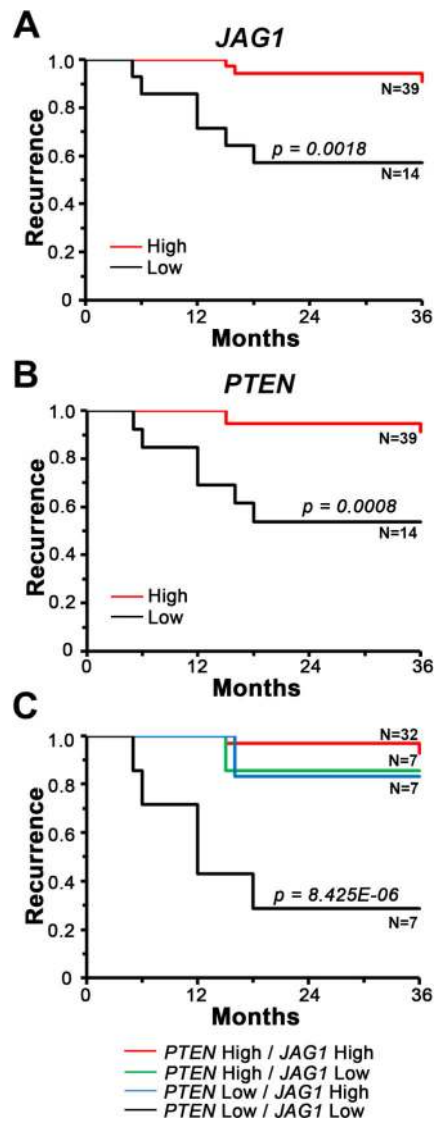 A
JAG1
1.0
0.8
0.6
0.4
0.2
0
Recurrence
N=39
p = 0.0018
N=14
High
Low
0 12 24 36
Months
B
PTEN
1.0
0.8
0.6
0.4
0.2
0
Recurrence
N=39
p = 0.0008
N=14
High
Low
0 12 24 36
Months
C
1.0
0.8
0.6
0.4
0.2
0
Recurrence
N=32
N=7
N=7
p = 8.425E-06
N=7
0 12 24 36
Months
PTEN High / JAG1 High
PTEN High / JAG1 Low
PTEN Low / JAG1 High
PTEN Low / JAG1 Low